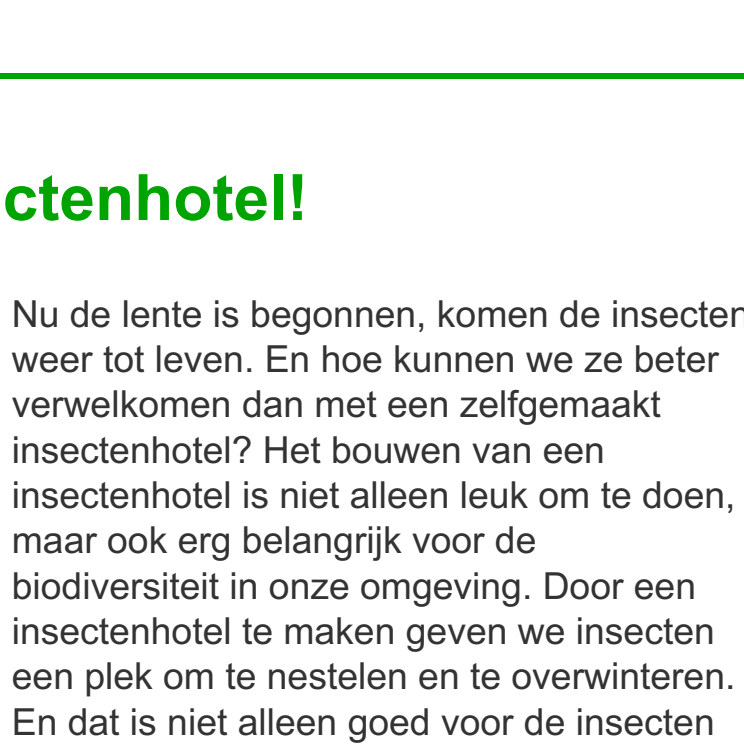 ctenhotel!
Nu de lente is begonnen, komen de insecten
weer tot leven. En hoe kunnen we ze beter
verwelkomen dan met een zelfgemaakt
insectenhotel? Het bouwen van een
insectenhotel is niet alleen leuk om te doen,
maar ook erg belangrijk voor de
biodiversiteit in onze omgeving. Door een
insectenhotel te maken geven we insecten
een plek om te nestelen en te overwinteren.
En dat is niet alleen goed voor de insecten